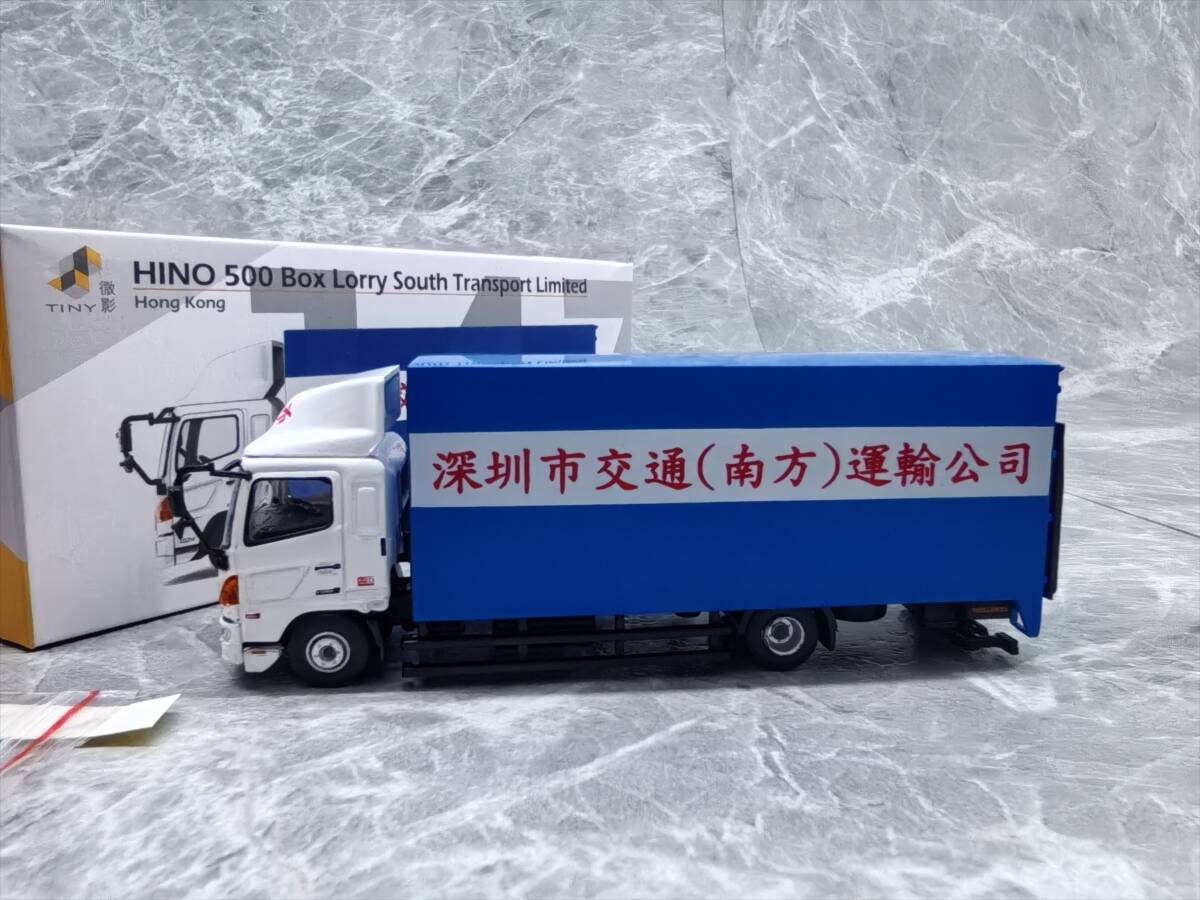 HINO 500 Box Lorry South Transport Limited
Hong Kong
TINY 微影
深圳市交通(南方)運輸公司